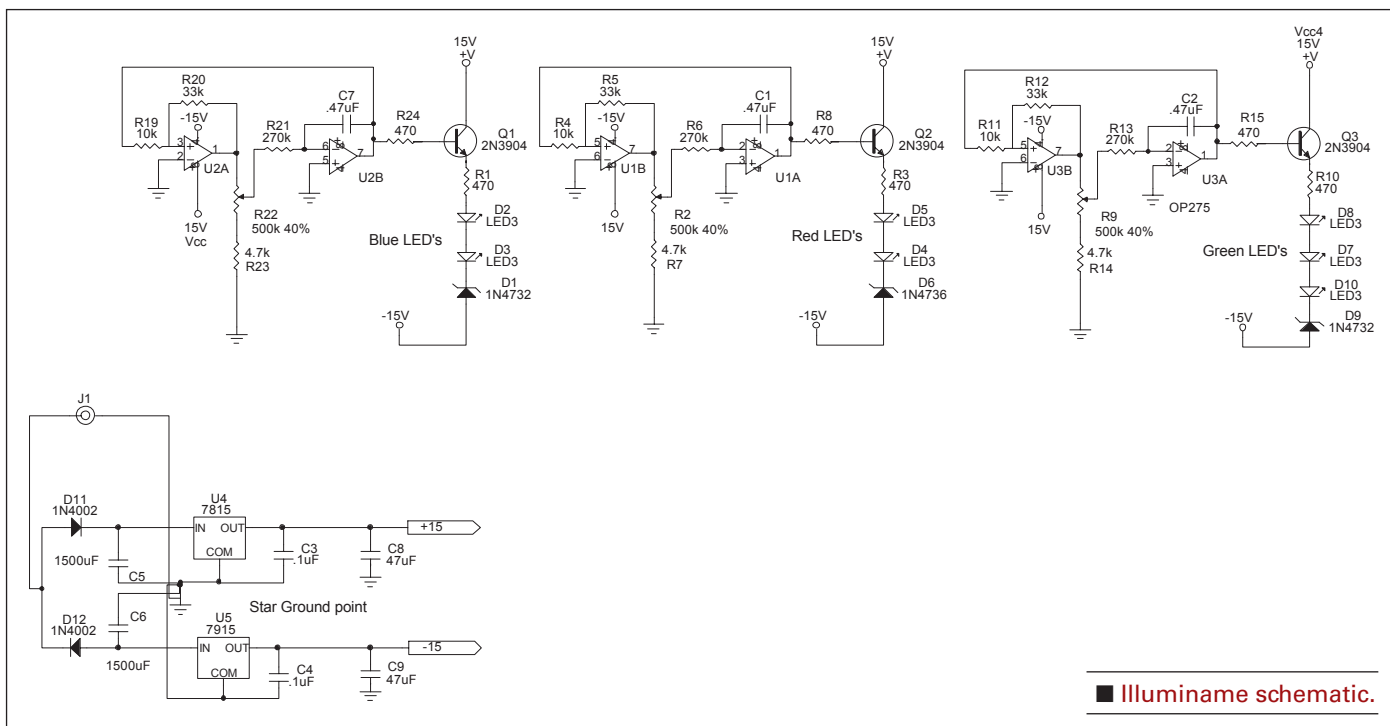 R20
33k
-15V
R19
10k
3
2
1
U2A
15V
Vcc
R22
500k 40%
4.7k
R23
R21
270k
C7
.47uF
6
5
7
U2B
R24
470
15V
+V
Q1
2N3904
R1
470
D2
LED3
D3
LED3
Blue LED's
D1
1N4732
-15V
R5
33k
-15V
R4
10k
5
6
7
U1B
15V
R2
500k 40%
4.7k
R7
R6
270k
C1
.47uF
2
3
1
U1A
R8
470
15V
+V
Q2
2N3904
R3
470
D5
LED3
D4
LED3
Red LED's
D6
1N4736
-15V
R12
33k
-15V
R11
10k
5
6
7
U3B
15V
R9
500k 40%
4.7k
R14
R13
270k
C2
.47uF
2
3
1
U3A
OP275
R15
470
Vcc4
15V
+V
Q3
2N3904
R10
470
D8
LED3
D7
LED3
Green LED's
D10
LED3
D9
1N4732
-15V
J1
D11
1N4002
U4
7815
IN OUT
COM
+15
1500uF
C5
C3
.1uF
C8
47uF
Star Ground point
D12
1N4002
C6
1500uF
U5
7915
IN OUT
COM
-15
C4
.1uF
C9
47uF
■ Illuminame schematic.